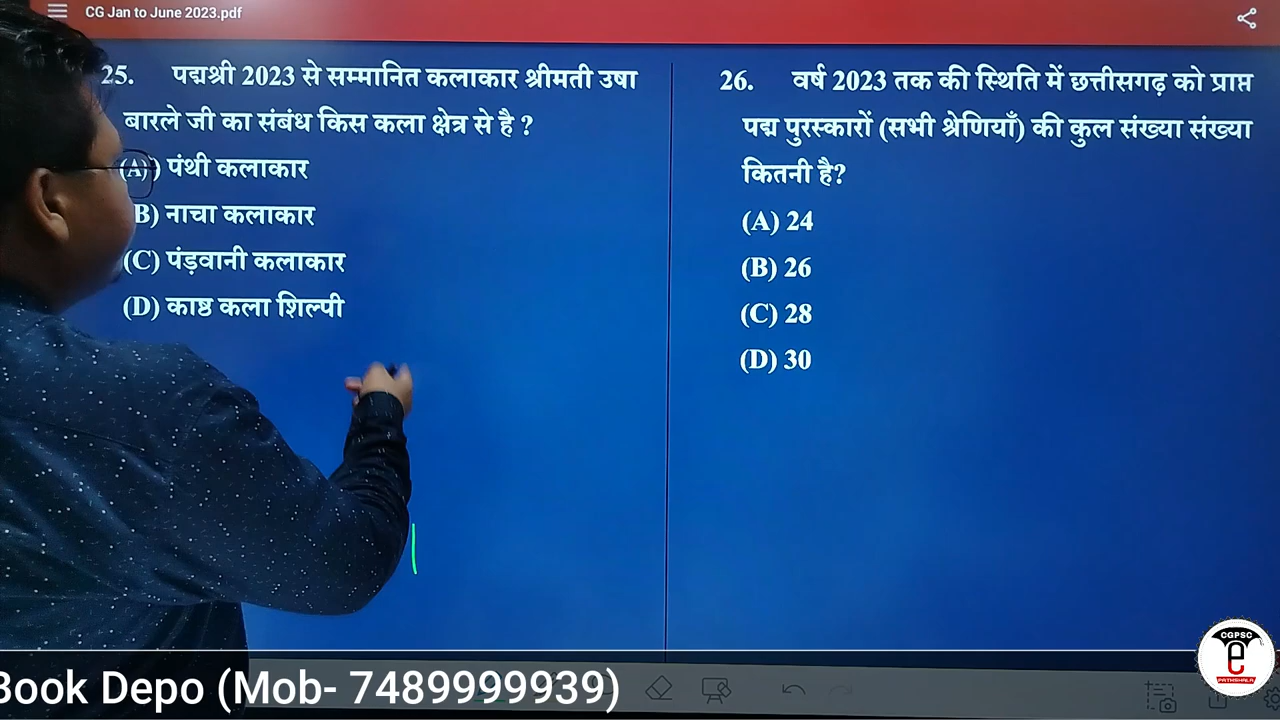 CG Jan to June 2023.pdf
25. पद्मश्री 2023 से सम्मानित कलाकार श्रीमती उषा
बारले जी का संबंध किस कला क्षेत्र से है ?
(A) पंथी कलाकार
B) नाचा कलाकार
(C) पंड़वानी कलाकार
(D) काष्ठ कला शिल्पी
26. वर्ष 2023 तक की स्थिति में छत्तीसगढ़ को प्राप्त
पद्म पुरस्कारों (सभी श्रेणियाँ) की कुल संख्या संख्या
कितनी है?
(A) 24
(B) 26
(C) 28
(D) 30
CGPSC
e
PATHSHALA
Book Depo (Mob- 7489999939)